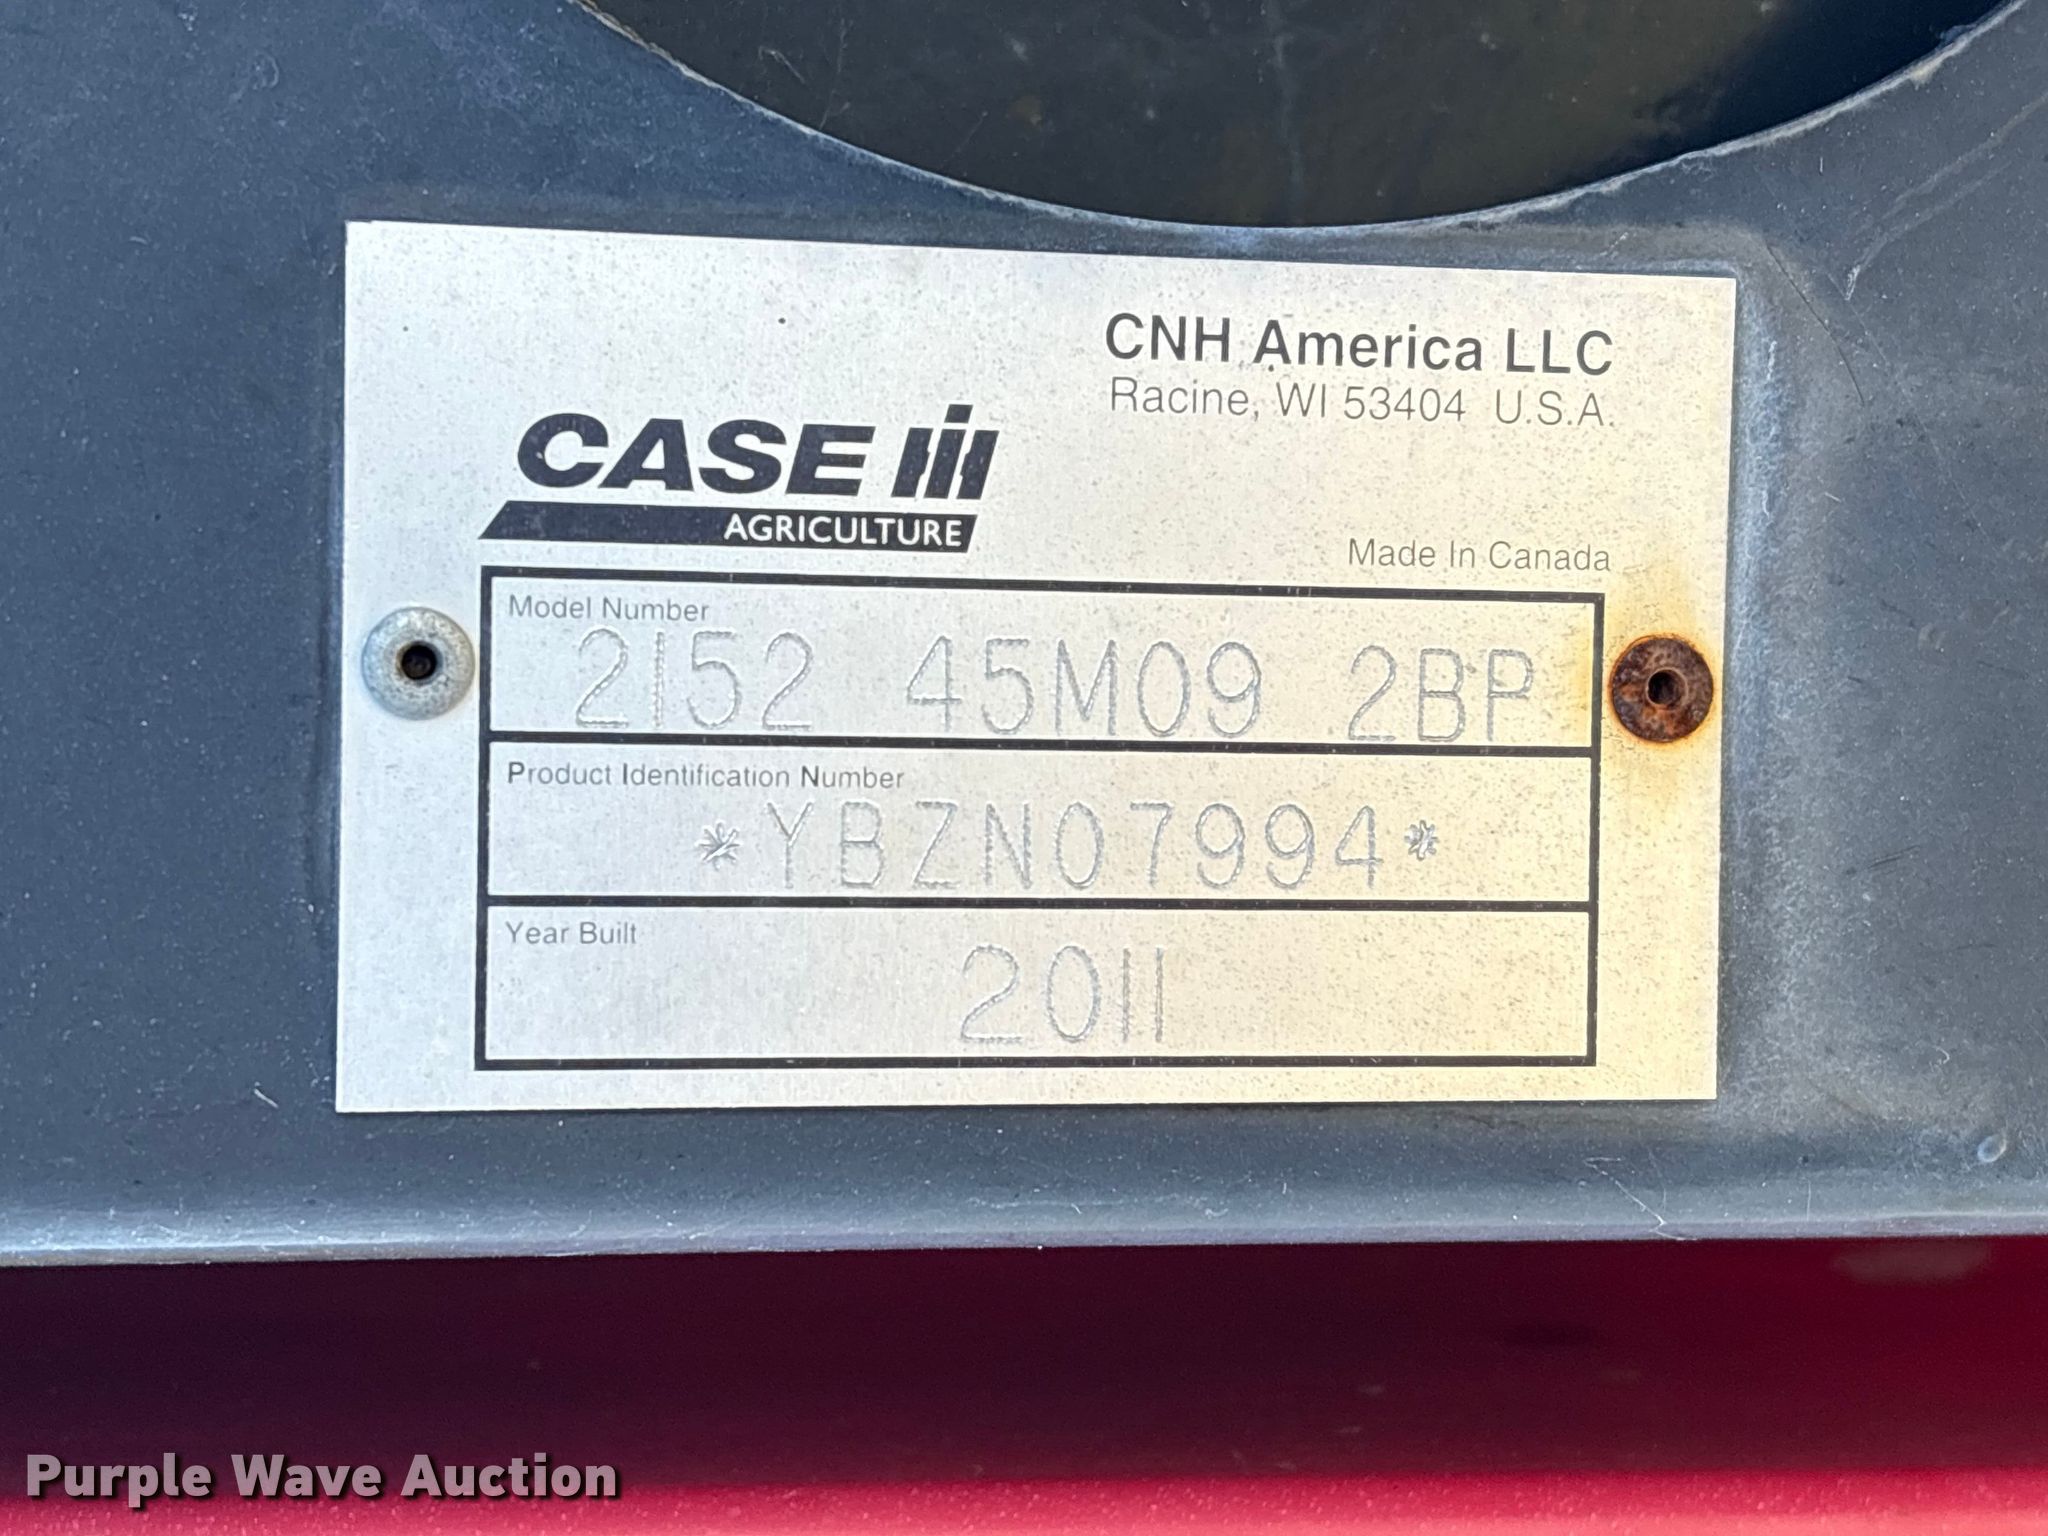 CNH America LLC
Racine, WI 53404 U.S.A.
CASE IH
AGRICULTURE
Made In Canada
Model Number
2152 45M09 2BP
Product Identification Number
*YBZN07994*
Year Built
2011
Purple Wave Auction